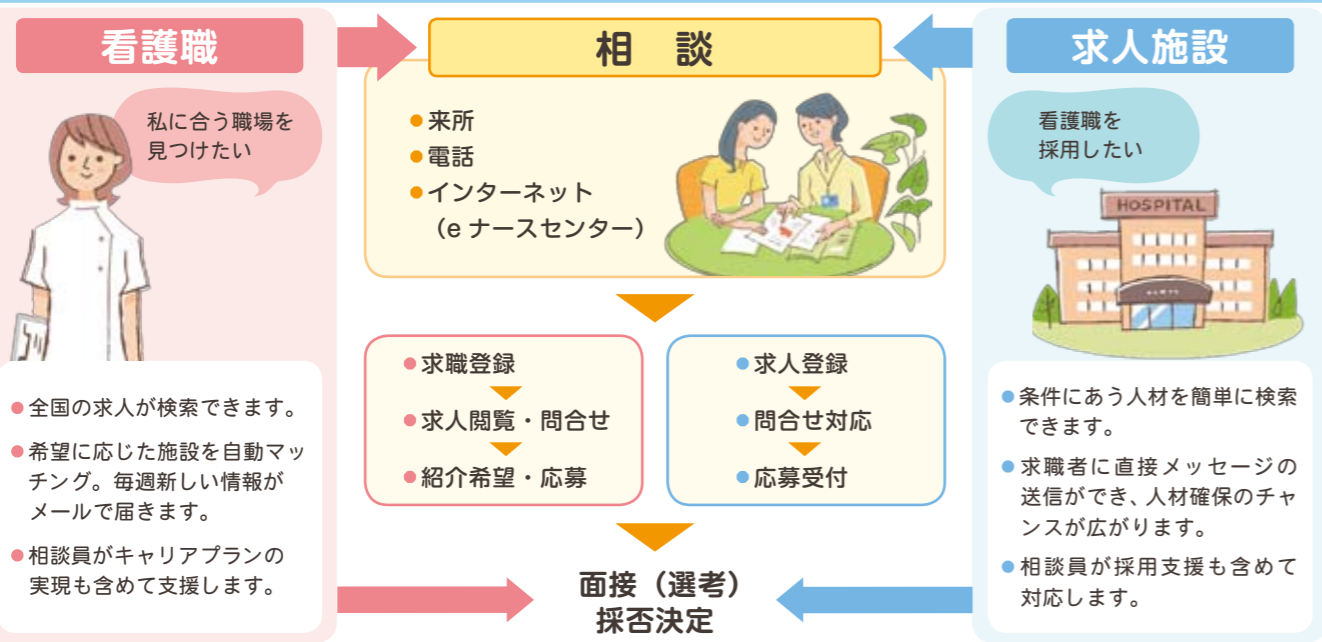 看護職
私に合う職場を
見つけたい
● 全国の求人が検索できます。
● 希望に応じた施設を自動マッ
チング。毎週新しい情報が
メールで届きます。
● 相談員がキャリアプランの
実現も含めて支援します。
相 談
● 来所
● 電話
● インターネット
（e ナースセンター）
● 求職登録
● 求人閲覧・問合せ
● 紹介希望・応募
● 求人登録
● 問合せ対応
● 応募受付
面接（選考）
採否決定
求人施設
看護職を
採用したい
HOSPITAL
● 条件にあう人材を簡単に検索
できます。
● 求職者に直接メッセージの
送信ができ、人材確保のチャ
ンスが広がります。
● 相談員が採用支援も含めて
対応します。